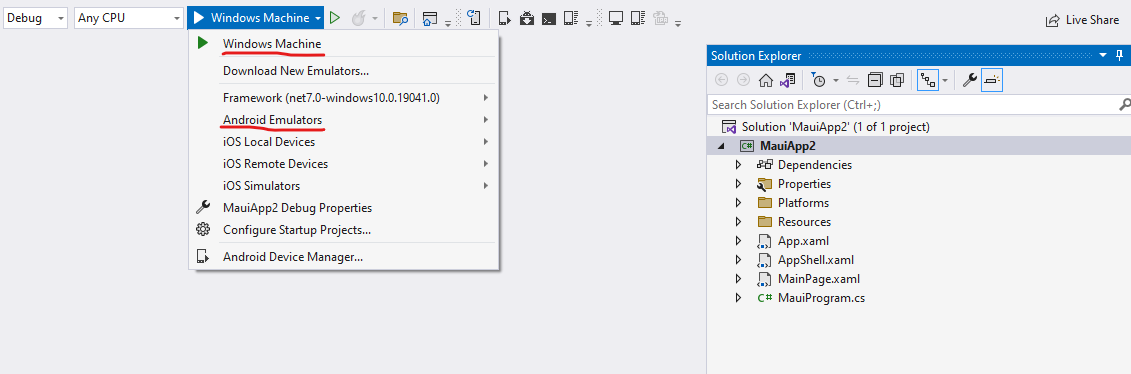 Debug
Any CPU
Windows Machine
Live Share
Windows Machine
Download New Emulators...
Framework (net7.0-windows10.0.19041.0)
Android Emulators
iOS Local Devices
iOS Remote Devices
iOS Simulators
MauiApp2 Debug Properties
Configure Startup Projects...
Android Device Manager...
Solution Explorer
Search Solution Explorer (Ctrl+;)
Solution 'MauiApp2' (1 of 1 project)
C# MauiApp2
Dependencies
Properties
Platforms
Resources
App.xaml
AppShell.xaml
MainPage.xaml
C# MauiProgram.cs